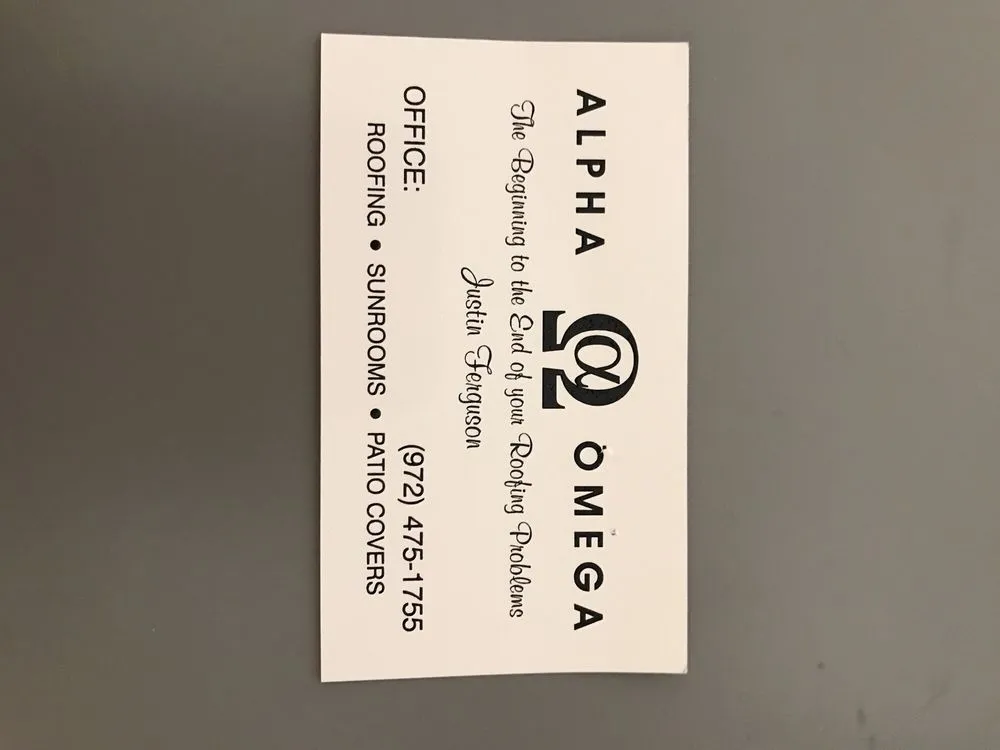 ALPHA Ω α OMEGA
The Beginning to the End of your Roofing Problems
Justin Ferguson
OFFICE: (972) 475-1755
ROOFING • SUNROOMS • PATIO COVERS